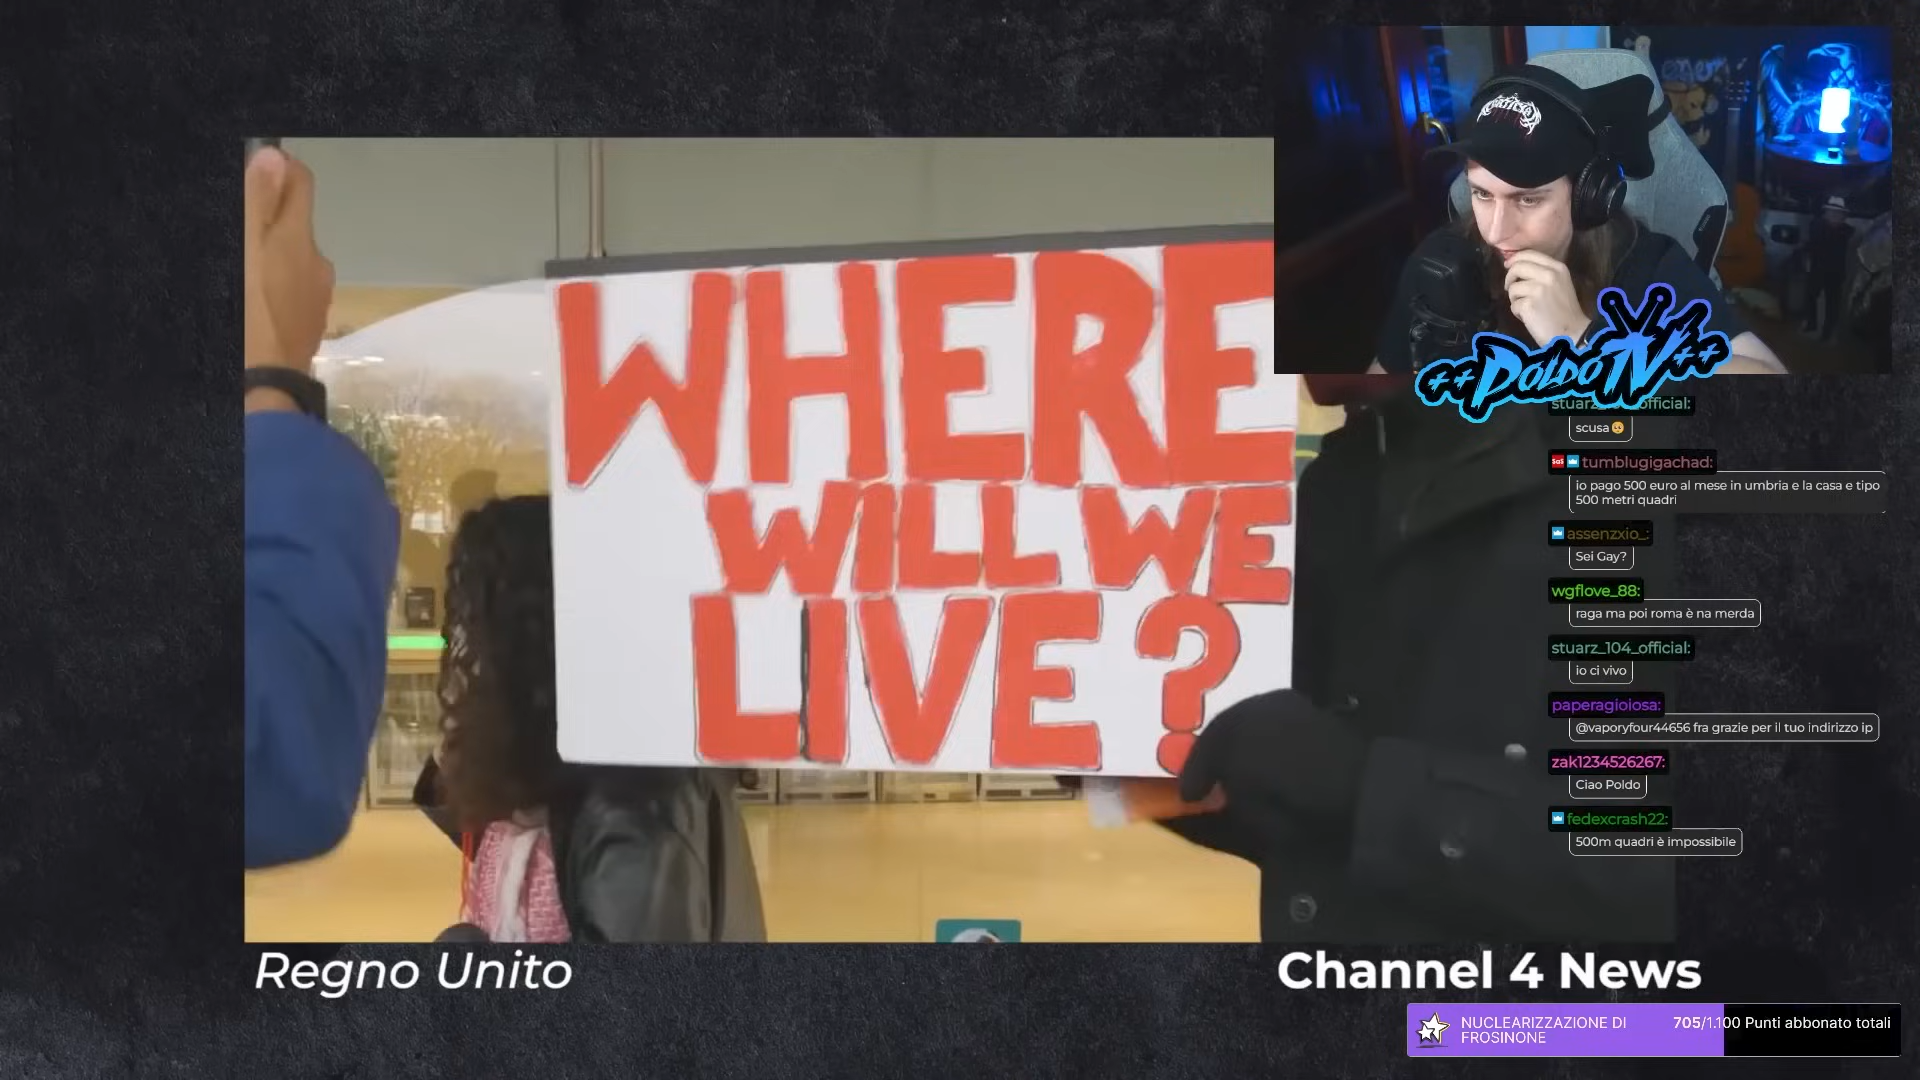 WHERE
WILL WE
LIVE?
++POLDO TV++
scusa
tumblugigachad:
io pago 500 euro al mese in umbria e la casa e tipo
500 metri quadri
assenzxio_:
Sei Gay?
wgflove_88:
raga ma poi roma è na merda
stuarz_104_official:
io ci vivo
paperagioiosa:
@vaporyfour44656 fra grazie per il tuo indirizzo ip
zak1234526267:
Ciao Poldo
fedexcrash22:
500m quadri è impossibile
Regno Unito
Channel 4 News
NUCLEARIZZAZIONE DI
FROSINONE
705/1.100 Punti abbonato totali